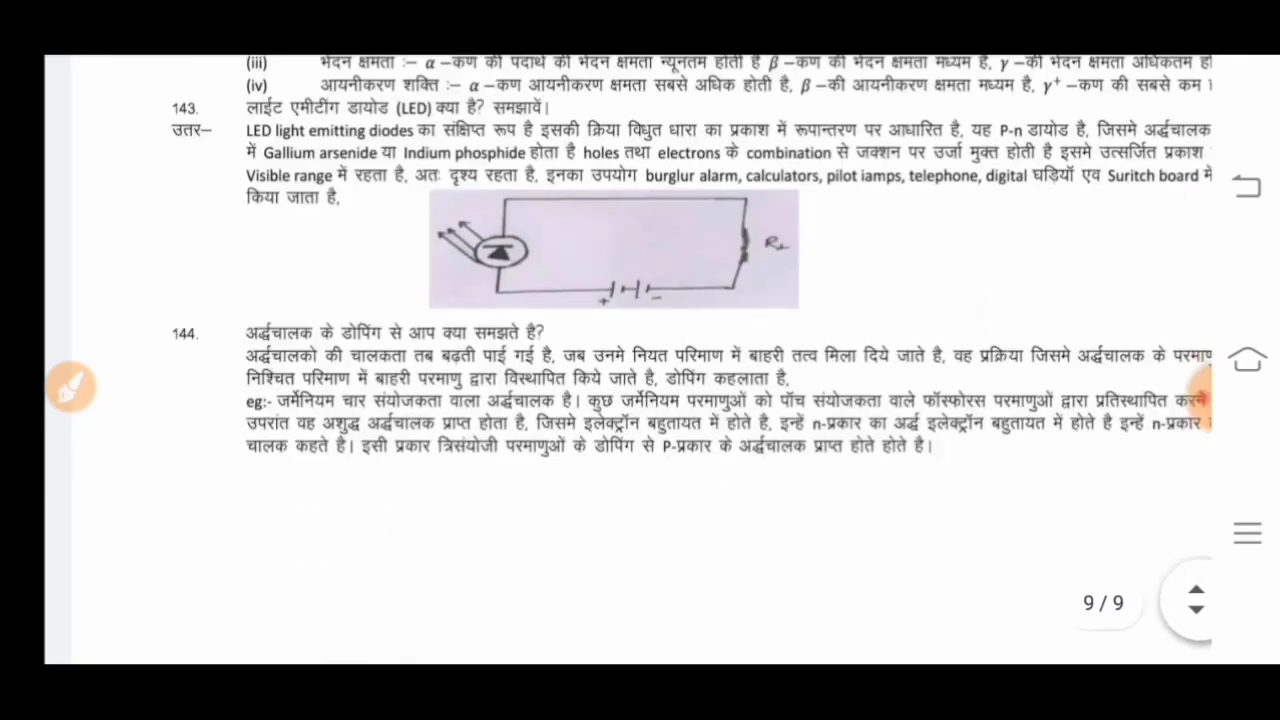 (iii) भेदन क्षमता :– α –कण की पदार्थ की भेदन क्षमता न्यूनतम होती है β –कण की भेदन क्षमता मध्यम है, γ –की भेदन क्षमता अधिकतम हो
(iv) आयनीकरण शक्ति :– α –कण आयनीकरण क्षमता सबसे अधिक होती है, β –की आयनीकरण क्षमता मध्यम है, γ⁺ –कण की सबसे कम
143. लाईट एमीटींग डायोड (LED) क्या है? समझावें।
उतर– LED light emitting diodes का संक्षिप्त रूप है इसकी क्रिया विधुत धारा का प्रकाश में रूपान्तरण पर आधारित है, यह P-n डायोड है, जिसमे अर्द्धचालक
में Gallium arsenide या Indium phosphide होता है holes तथा electrons के combination से जक्शन पर उर्जा मुक्त होती है इसमे उत्सर्जित प्रकाश
Visible range में रहता है, अतः दृश्य रहता है, इनका उपयोग burglur alarm, calculators, pilot iamps, telephone, digital घड़ियॉ एव Suritch board में
किया जाता है,
+ –
144. अर्द्धचालक के डोपिंग से आप क्या समझते है?
अर्द्धचालको की चालकता तब बढ़ती पाई गई है, जब उनमे नियत परिमाण में बाहरी तत्व मिला दिये जाते है, वह प्रक्रिया जिसमे अर्द्धचालक के परमाणु
निश्चित परिमाण में बाहरी परमाणु द्वारा विस्थापित किये जाते है, डोपिंग कहलाता है,
eg:- जर्मेनियम चार संयोजकता वाला अर्द्धचालक है। कुछ जर्मेनियम परमाणुओं को पॉच संयोजकता वाले फॉस्फोरस परमाणुओं द्वारा प्रतिस्थापित करने
उपरांत वह अशुद्ध अर्द्धचालक प्राप्त होता है, जिसमे इलेक्ट्रॉन बहुतायत में होते है, इन्हें n-प्रकार का अर्द्ध इलेक्ट्रॉन बहुतायत में होते है इन्हें n-प्रकार
चालक कहते है। इसी प्रकार त्रिसंयोजी परमाणुओं के डोपिंग से P-प्रकार के अर्द्धचालक प्राप्त होते होते है।
9 / 9